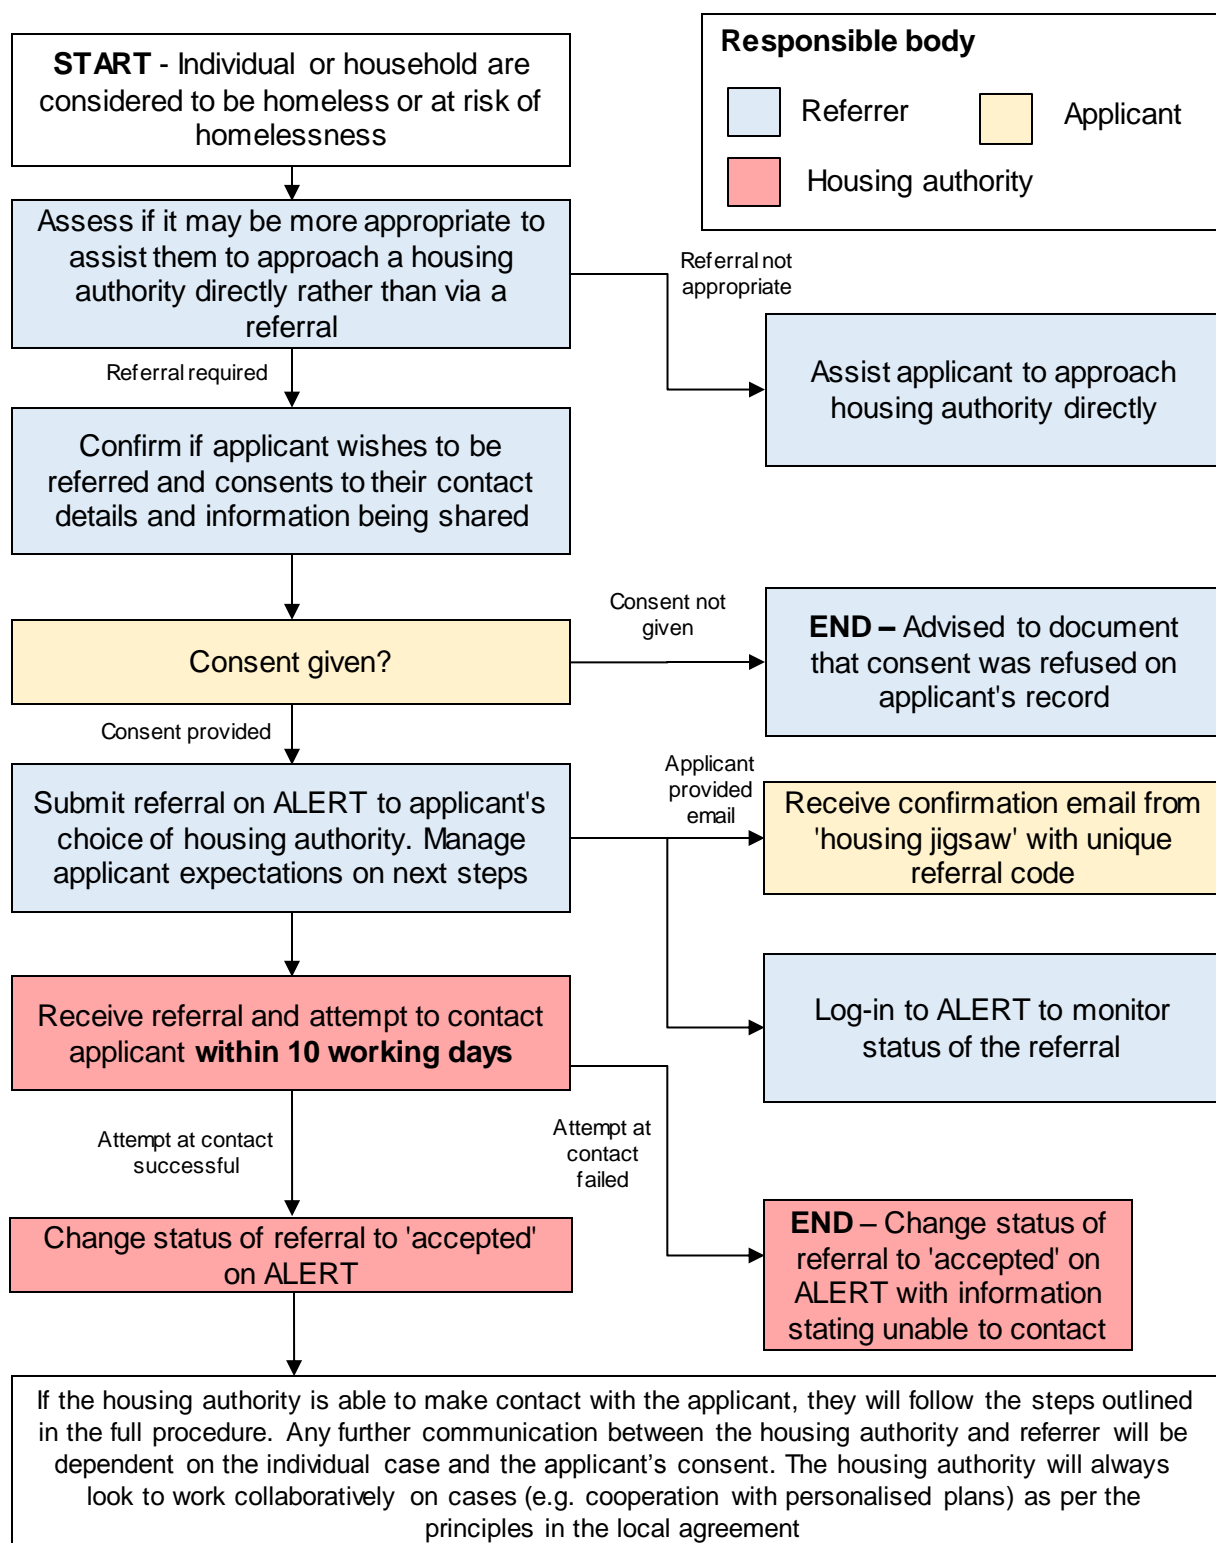 START - Individual or household are
considered to be homeless or at risk of
homelessness
Responsible body
Referrer
Applicant
Housing authority
Assess if it may be more appropriate to
assist them to approach a housing
authority directly rather than via a
referral
Referral not
appropriate
Assist applicant to approach
housing authority directly
Referral required
Confirm if applicant wishes to be
referred and consents to their contact
details and information being shared
Consent given?
Consent not
given
END – Advised to document
that consent was refused on
applicant's record
Consent provided
Submit referral on ALERT to applicant's
choice of housing authority. Manage
applicant expectations on next steps
Applicant
provided
email
Receive confirmation email from
'housing jigsaw' with unique
referral code
Log-in to ALERT to monitor
status of the referral
Receive referral and attempt to contact
applicant within 10 working days
Attempt at contact
successful
Attempt at
contact
failed
Change status of referral to 'accepted'
on ALERT
END – Change status of
referral to 'accepted' on
ALERT with information
stating unable to contact
If the housing authority is able to make contact with the applicant, they will follow the steps outlined
in the full procedure. Any further communication between the housing authority and referrer will be
dependent on the individual case and the applicant’s consent. The housing authority will always
look to work collaboratively on cases (e.g. cooperation with personalised plans) as per the
principles in the local agreement